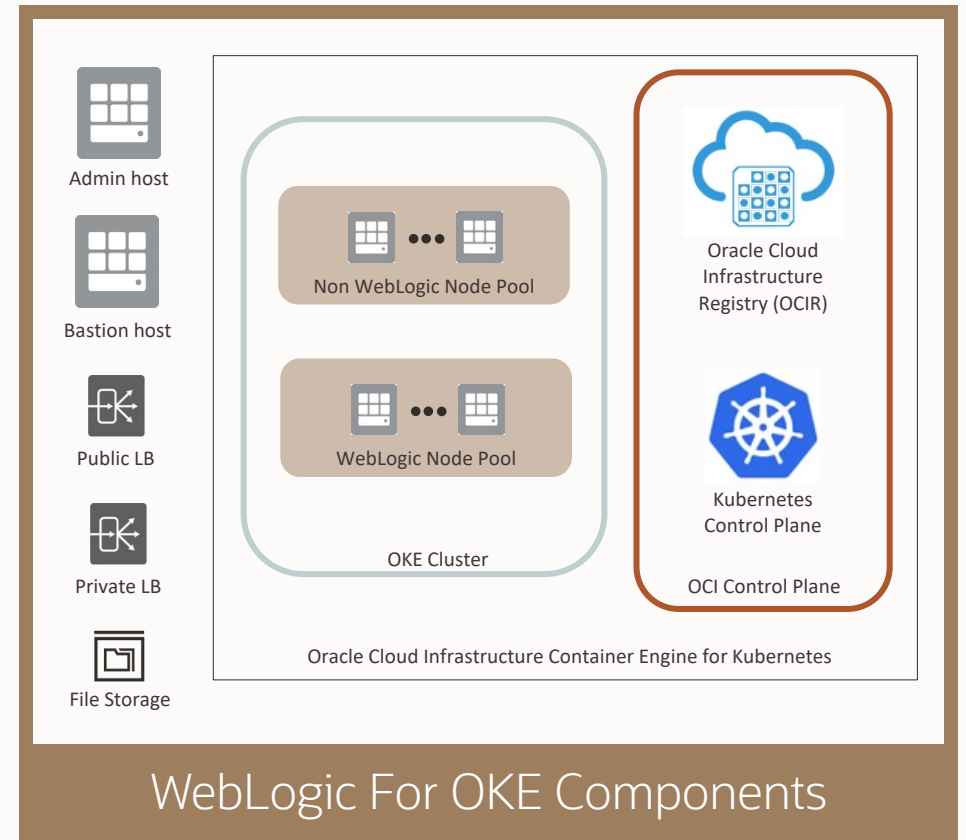 Admin host
Bastion host
Public LB
Private LB
File Storage
Non WebLogic Node Pool
WebLogic Node Pool
OKE Cluster
Oracle Cloud
Infrastructure
Registry (OCIR)
Kubernetes
Control Plane
OCI Control Plane
Oracle Cloud Infrastructure Container Engine for Kubernetes
WebLogic For OKE Components